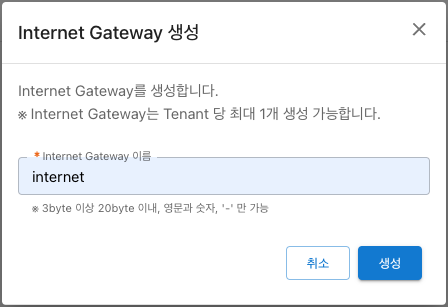 Internet Gateway 생성
Internet Gateway를 생성합니다.
※ Internet Gateway는 Tenant 당 최대 1개 생성 가능합니다.
* Internet Gateway 이름
internet
※ 3byte 이상 20byte 이내, 영문과 숫자, '-' 만 가능
취소 생성